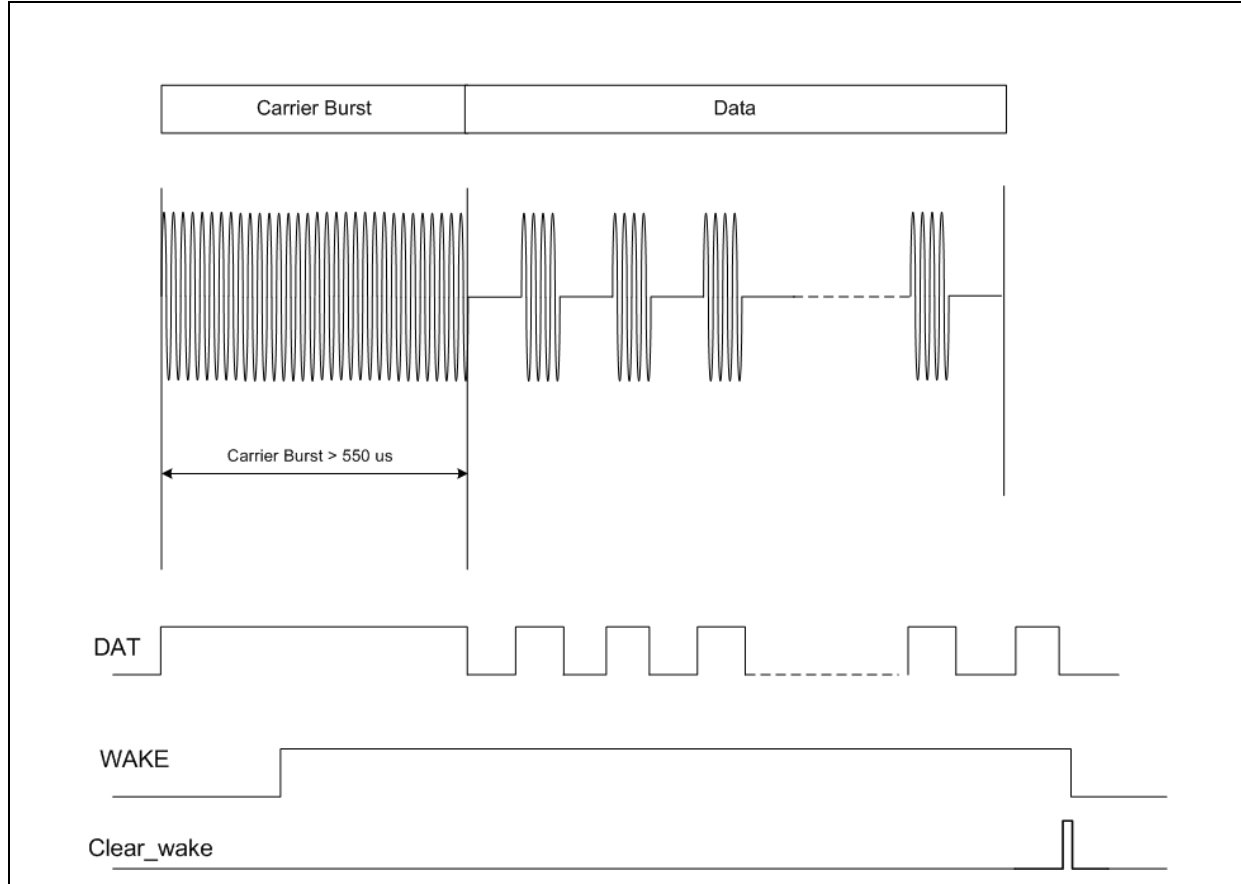 Carrier Burst
Data
Carrier Burst > 550 us
DAT
WAKE
Clear_wake